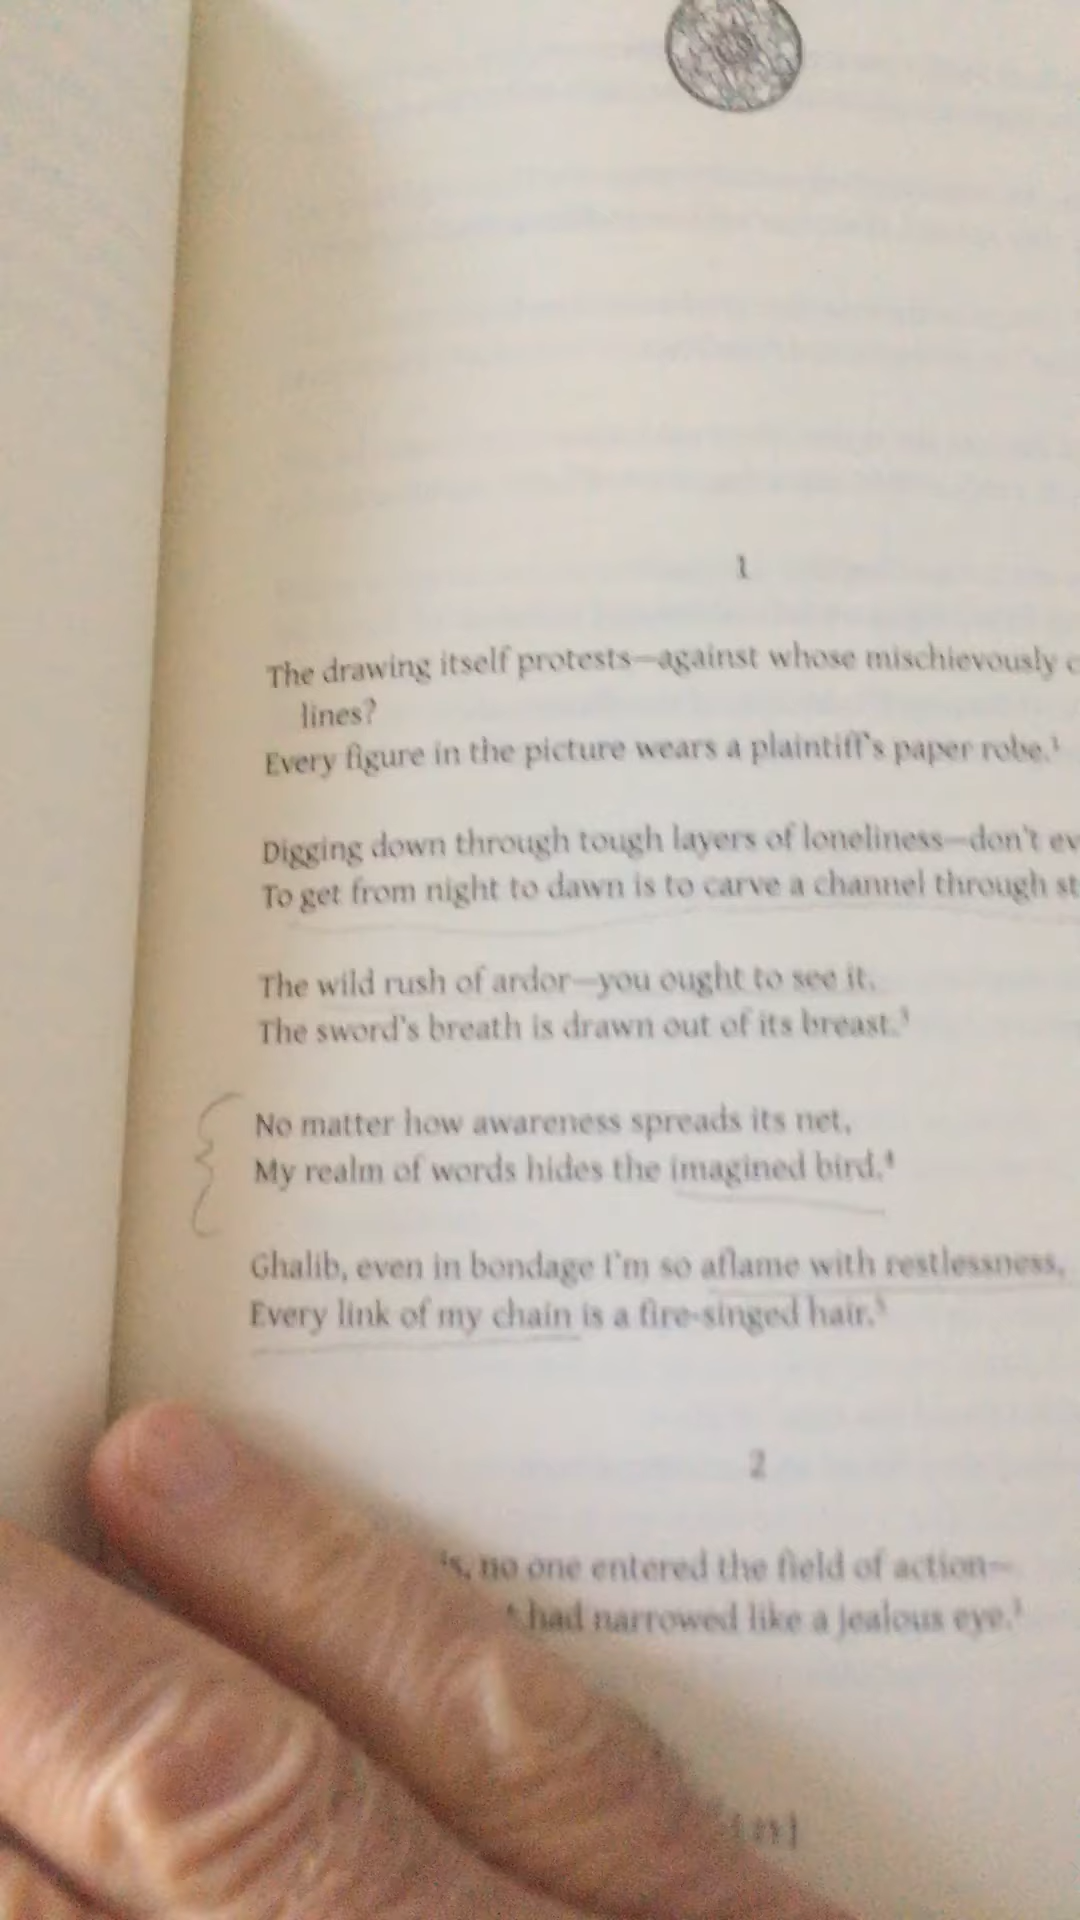 1
The drawing itself protests—against whose mischievously
lines?
Every figure in the picture wears a plaintiff's paper robe.¹
Digging down through tough layers of loneliness—don't
To get from night to dawn is to carve a channel through
The wild rush of ardor—you ought to see it.
The sword's breath is drawn out of its breast.³
No matter how awareness spreads its net,
My realm of words hides the imagined bird.⁴
Ghalib, even in bondage I'm so aflame with restlessness,
Every link of my chain is a fire-singed hair.⁵
2
no one entered the field of action—
had narrowed like a jealous eye.¹